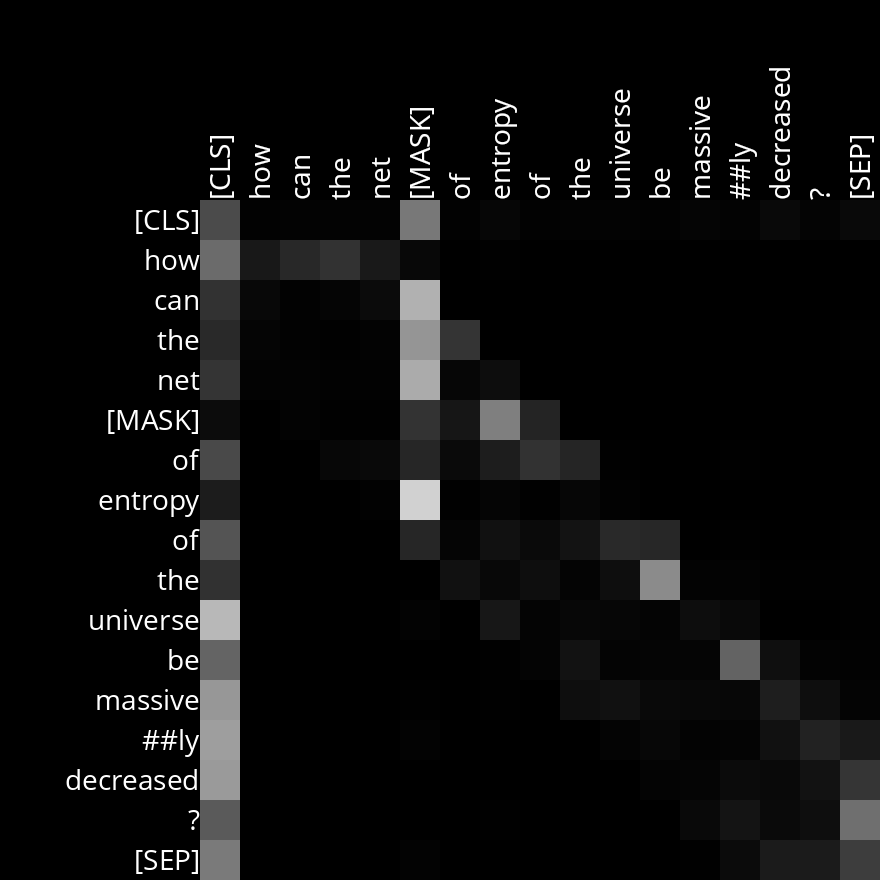 [CLS] how can the net [MASK] of entropy of the universe be massive ##ly decreased ? [SEP]
[CLS]
how
can
the
net
[MASK]
of
entropy
of
the
universe
be
massive
##ly
decreased
?
[SEP]